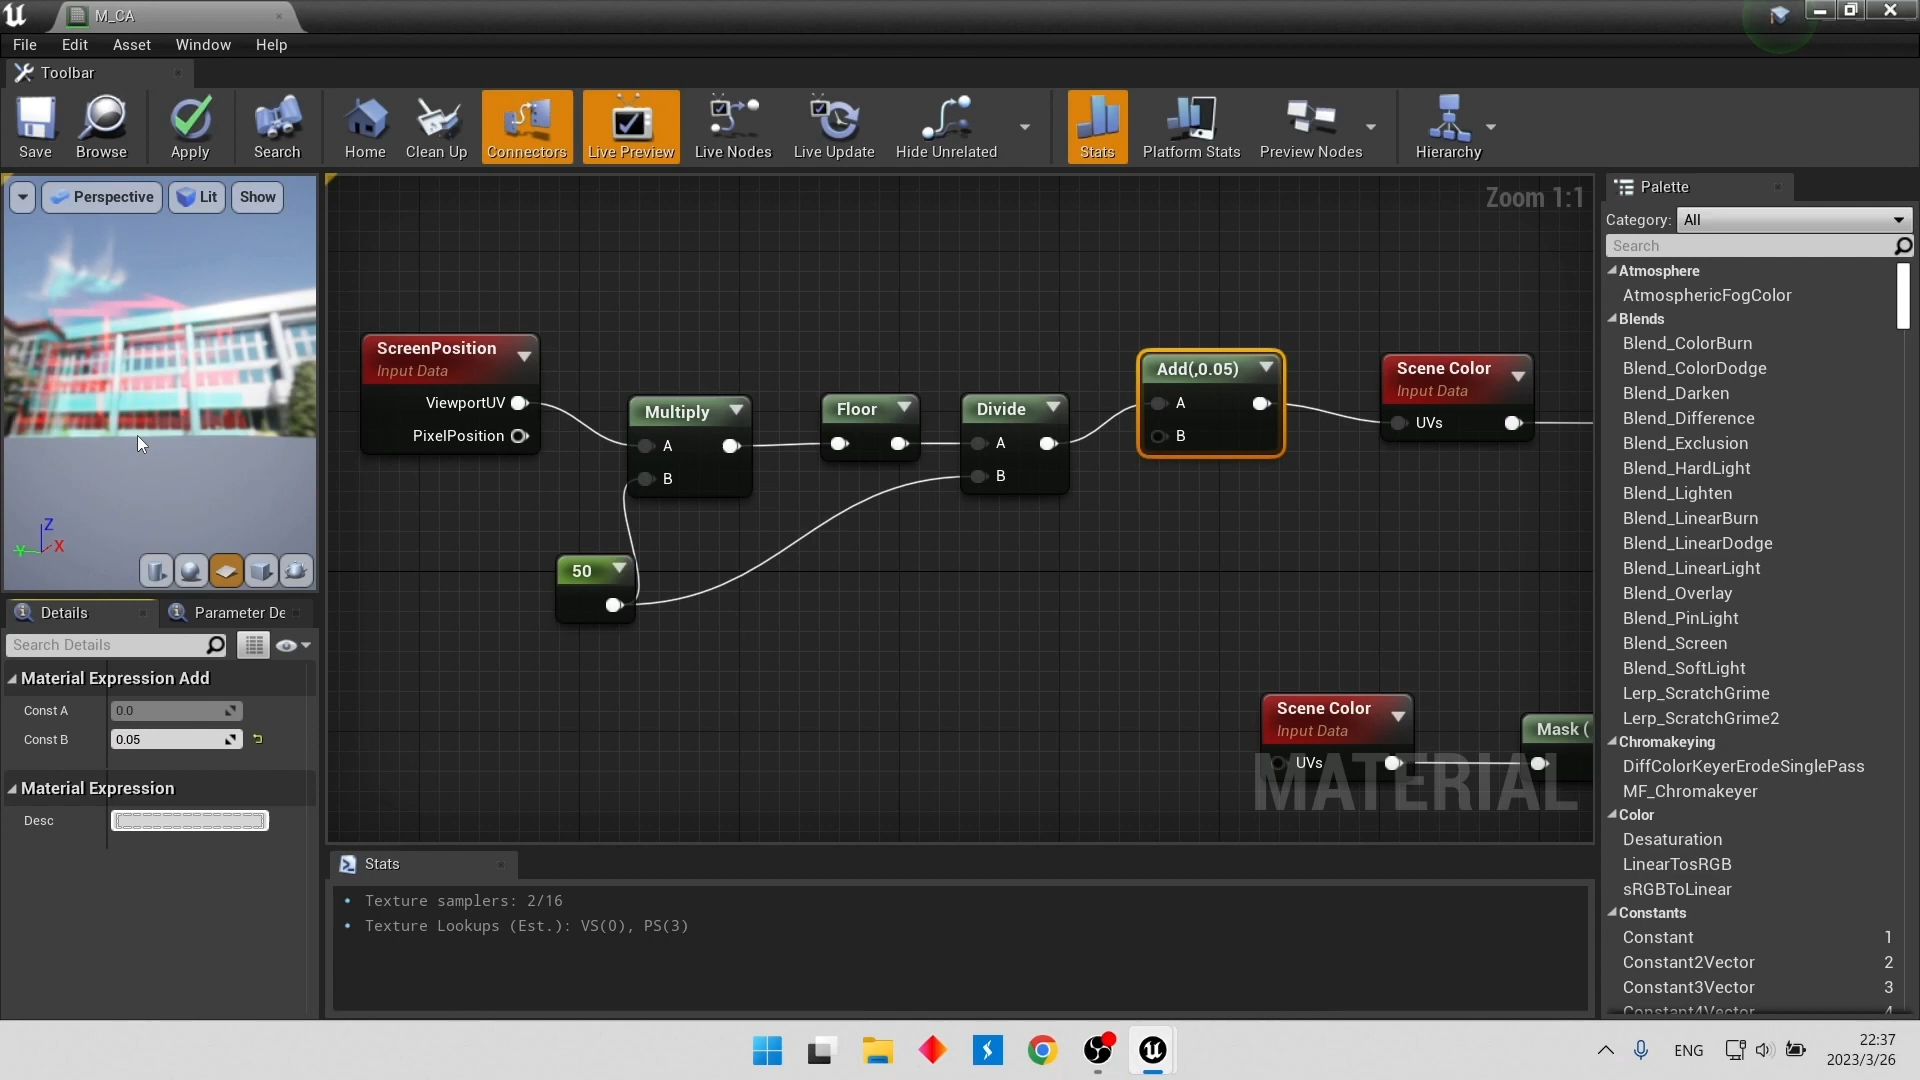 M_CA
File Edit Asset Window Help
Toolbar
Save Browse Apply Search Home Clean Up Connectors Live Preview Live Nodes Live Update Hide Unrelated Stats Platform Stats Preview Nodes Hierarchy
Perspective Lit Show
Z
Y
X
Zoom 1:1
ScreenPosition
Input Data
ViewportUV
PixelPosition
Multiply
A
B
Floor
Divide
A
B
Add(,0.05)
A
B
Scene Color
Input Data
UVs
50
Scene Color
Input Data
UVs
Mask (
MATERIAL
Details Parameter De
Search Details
Material Expression Add
Const A 0.0
Const B 0.05
Material Expression
Desc
Stats
• Texture samplers: 2/16
• Texture Lookups (Est.): VS(0), PS(3)
Palette
Category: All
Search
Atmosphere
AtmosphericFogColor
Blends
Blend_ColorBurn
Blend_ColorDodge
Blend_Darken
Blend_Difference
Blend_Exclusion
Blend_HardLight
Blend_Lighten
Blend_LinearBurn
Blend_LinearDodge
Blend_LinearLight
Blend_Overlay
Blend_PinLight
Blend_Screen
Blend_SoftLight
Lerp_ScratchGrime
Lerp_ScratchGrime2
Chromakeying
DiffColorKeyerErodeSinglePass
MF_Chromakeyer
Color
Desaturation
LinearTosRGB
sRGBToLinear
Constants
Constant 1
Constant2Vector 2
Constant3Vector 3
Constant4Vector 4
ENG
22:37
2023/3/26